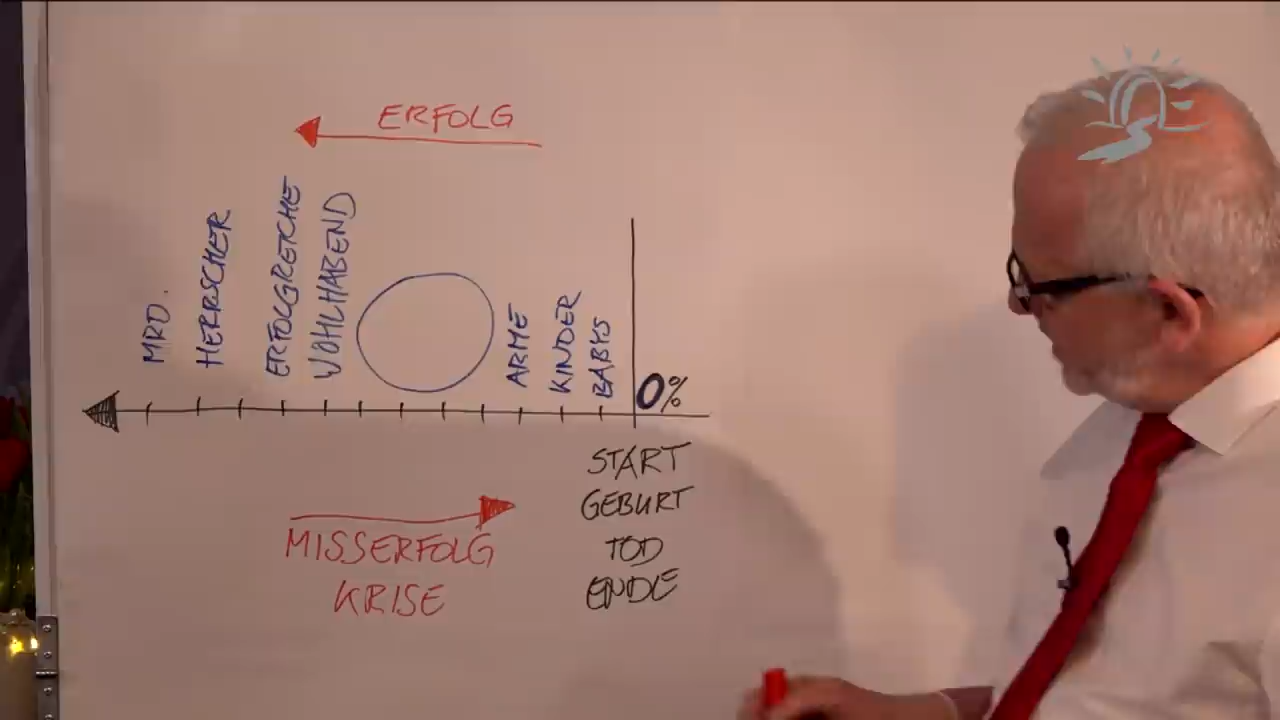 ERFOLG
MRD.
HERRSCHER
ERFOLGREICHE
WOHLHABEND
ARME
KINDER
BABYS
0%
START
GEBURT
TOD
ENDE
MISSERFOLG
KRISE